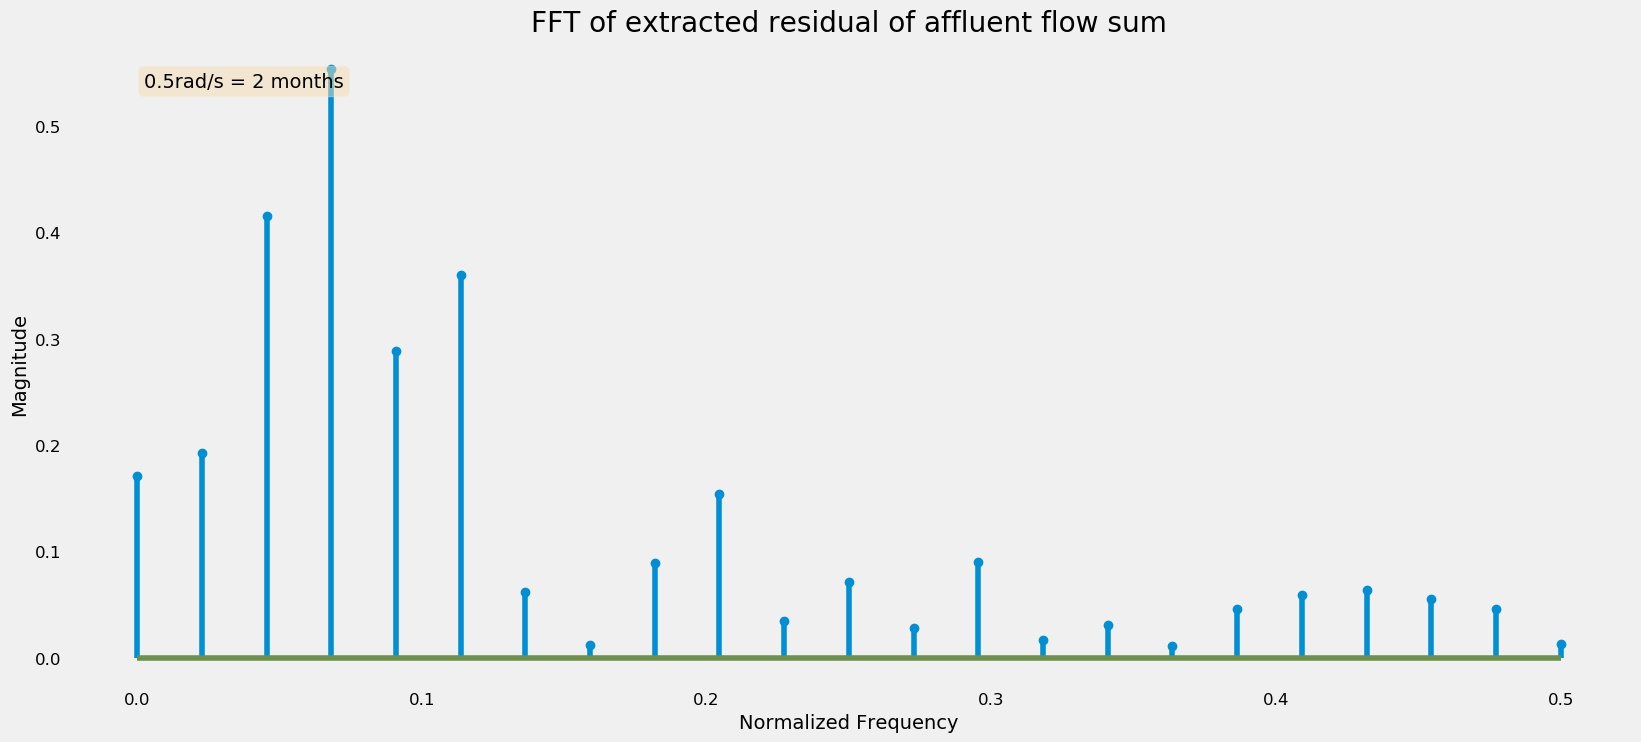 FFT of extracted residual of affluent flow sum
0.5rad/s = 2 months
0.5
0.4
0.3
0.2
0.1
0.0
Magnitude
0.0 0.1 0.2 0.3 0.4 0.5
Normalized Frequency